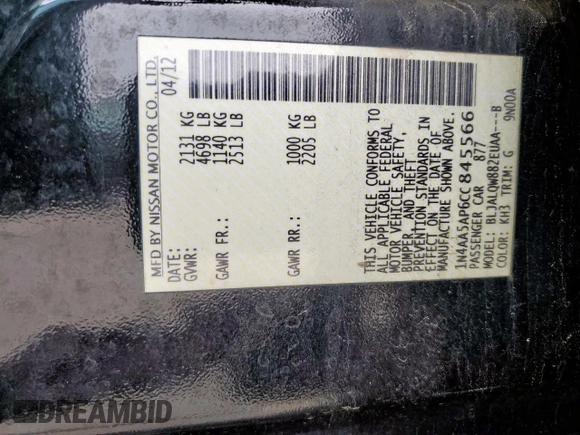 MFD BY NISSAN MOTOR CO.,LTD.
DATE: 04/12
GVWR: 2131 KG
4698 LB
GAWR FR.: 1140 KG
2513 LB
GAWR RR.: 1000 KG
2205 LB
THIS VEHICLE CONFORMS TO
ALL APPLICABLE FEDERAL
MOTOR VEHICLE SAFETY,
BUMPER, AND THEFT
PREVENTION STANDARDS IN
EFFECT ON THE DATE OF
MANUFACTURE SHOWN ABOVE.
1N4AA5AP6CC 845566
PASSENGER CAR 877
MODEL: BLJALQW882EUAA---B
COLOR: KH3 TRIM: G 9N00A
DREAMBID